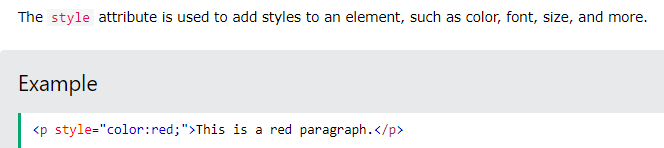 The style attribute is used to add styles to an element, such as color, font, size, and more.
Example
<p style="color:red;">This is a red paragraph.</p>